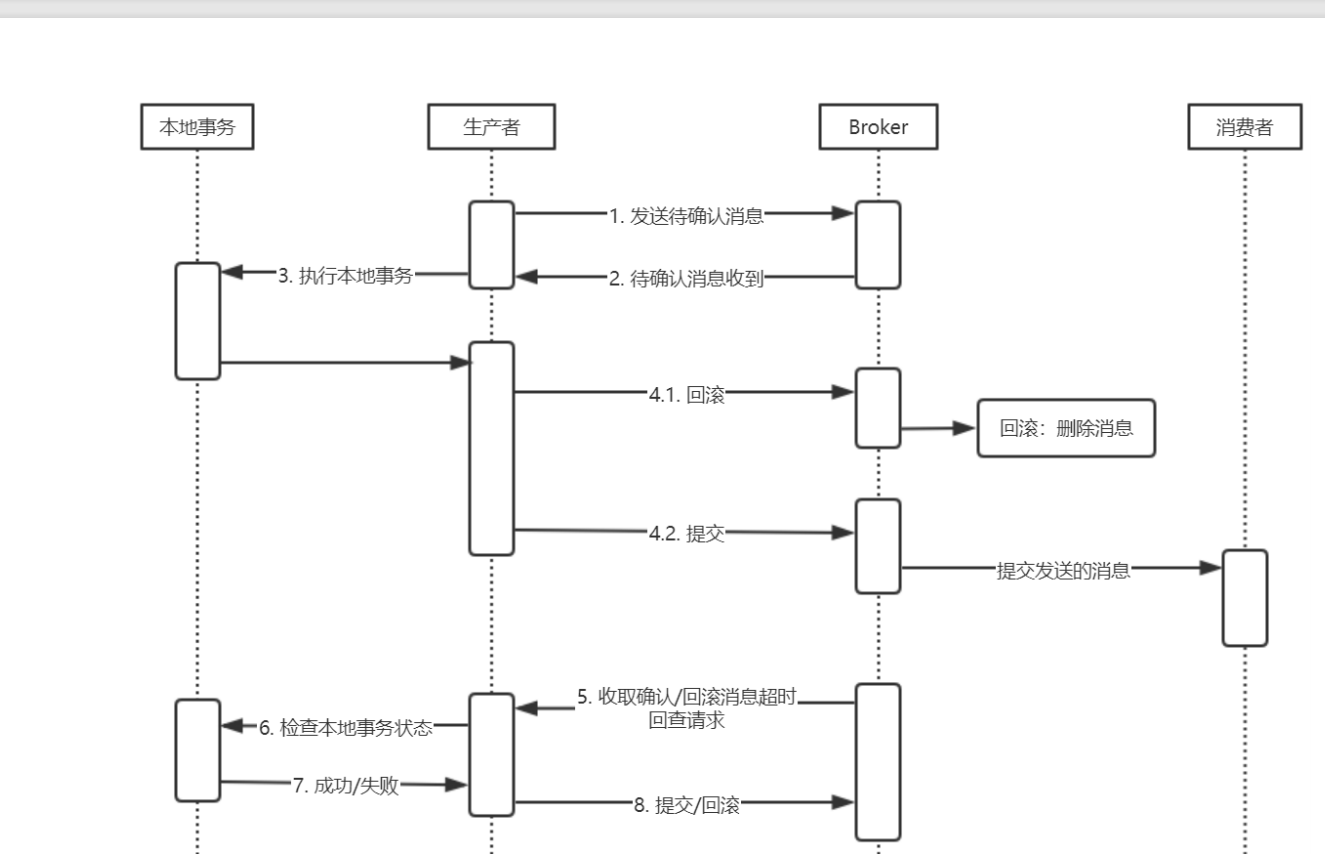 本地事务
生产者
Broker
消费者
1. 发送待确认消息
3. 执行本地事务
2. 待确认消息收到
4.1. 回滚
回滚：删除消息
4.2. 提交
提交发送的消息
5. 收取确认/回滚消息超时
回查请求
6. 检查本地事务状态
7. 成功/失败
8. 提交/回滚